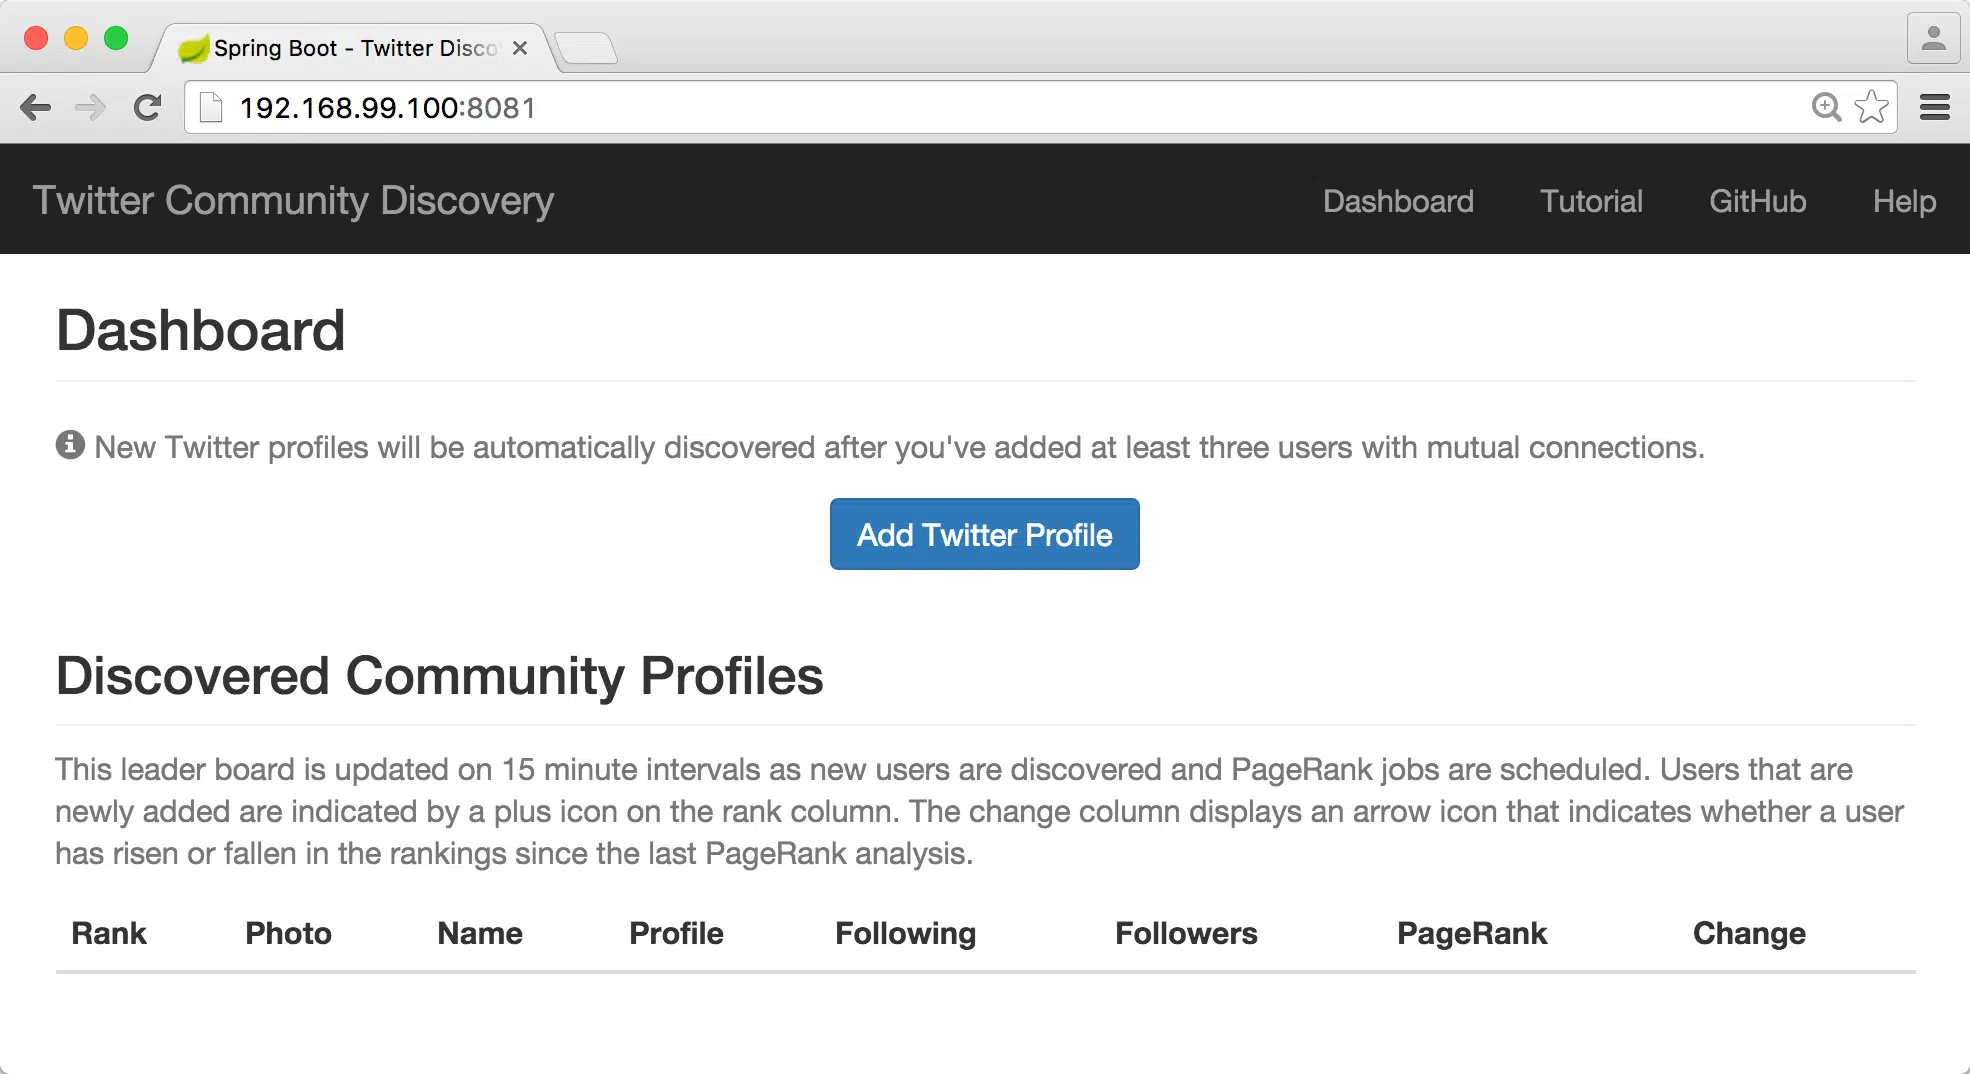 Spring Boot - Twitter Disco
192.168.99.100:8081
Twitter Community Discovery
Dashboard
Tutorial
GitHub
Help
Dashboard
New Twitter profiles will be automatically discovered after you've added at least three users with mutual connections.
Add Twitter Profile
Discovered Community Profiles
This leader board is updated on 15 minute intervals as new users are discovered and PageRank jobs are scheduled. Users that are
newly added are indicated by a plus icon on the rank column. The change column displays an arrow icon that indicates whether a user
has risen or fallen in the rankings since the last PageRank analysis.
Rank Photo Name Profile Following Followers PageRank Change